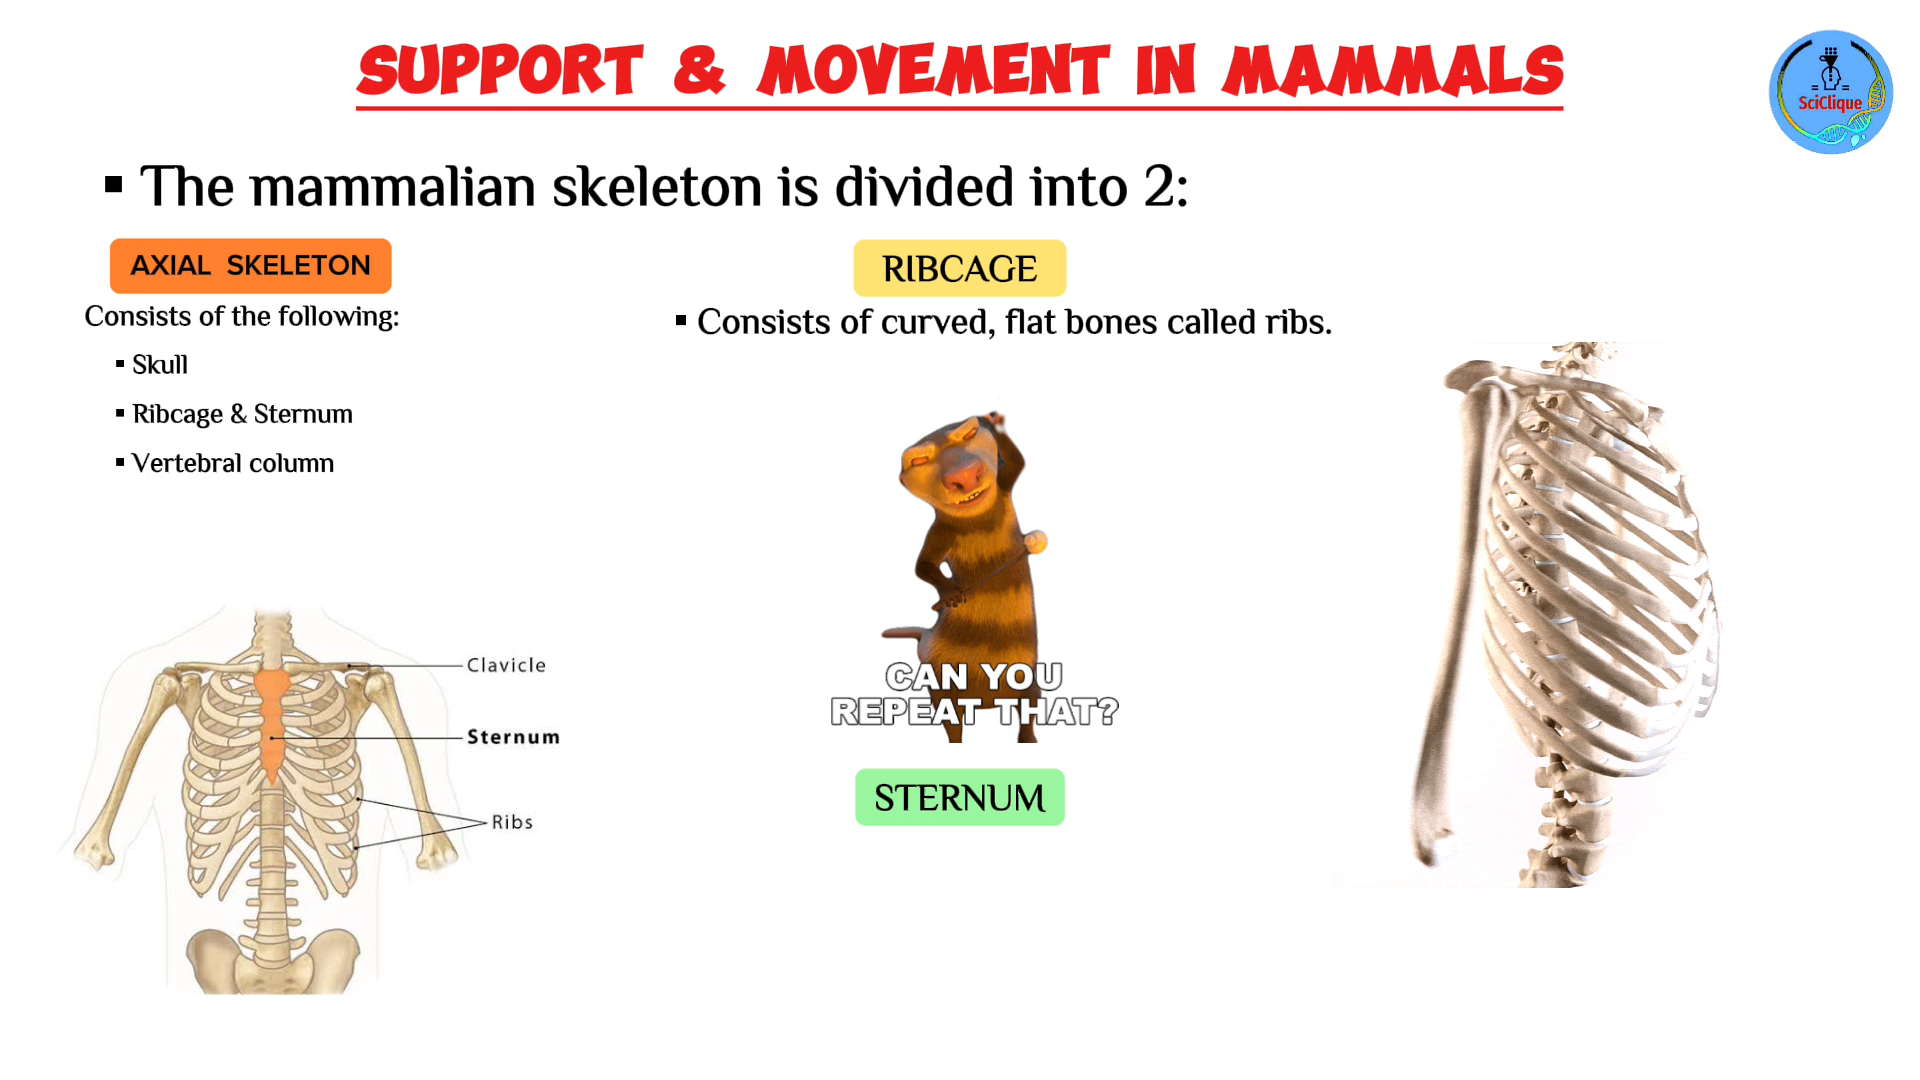 SUPPORT & MOVEMENT IN MAMMALS
SciClique
▪ The mammalian skeleton is divided into 2:
AXIAL SKELETON
Consists of the following:
▪ Skull
▪ Ribcage & Sternum
▪ Vertebral column
RIBCAGE
▪ Consists of curved, flat bones called ribs.
CAN YOU
REPEAT THAT?
STERNUM
Clavicle
Sternum
Ribs